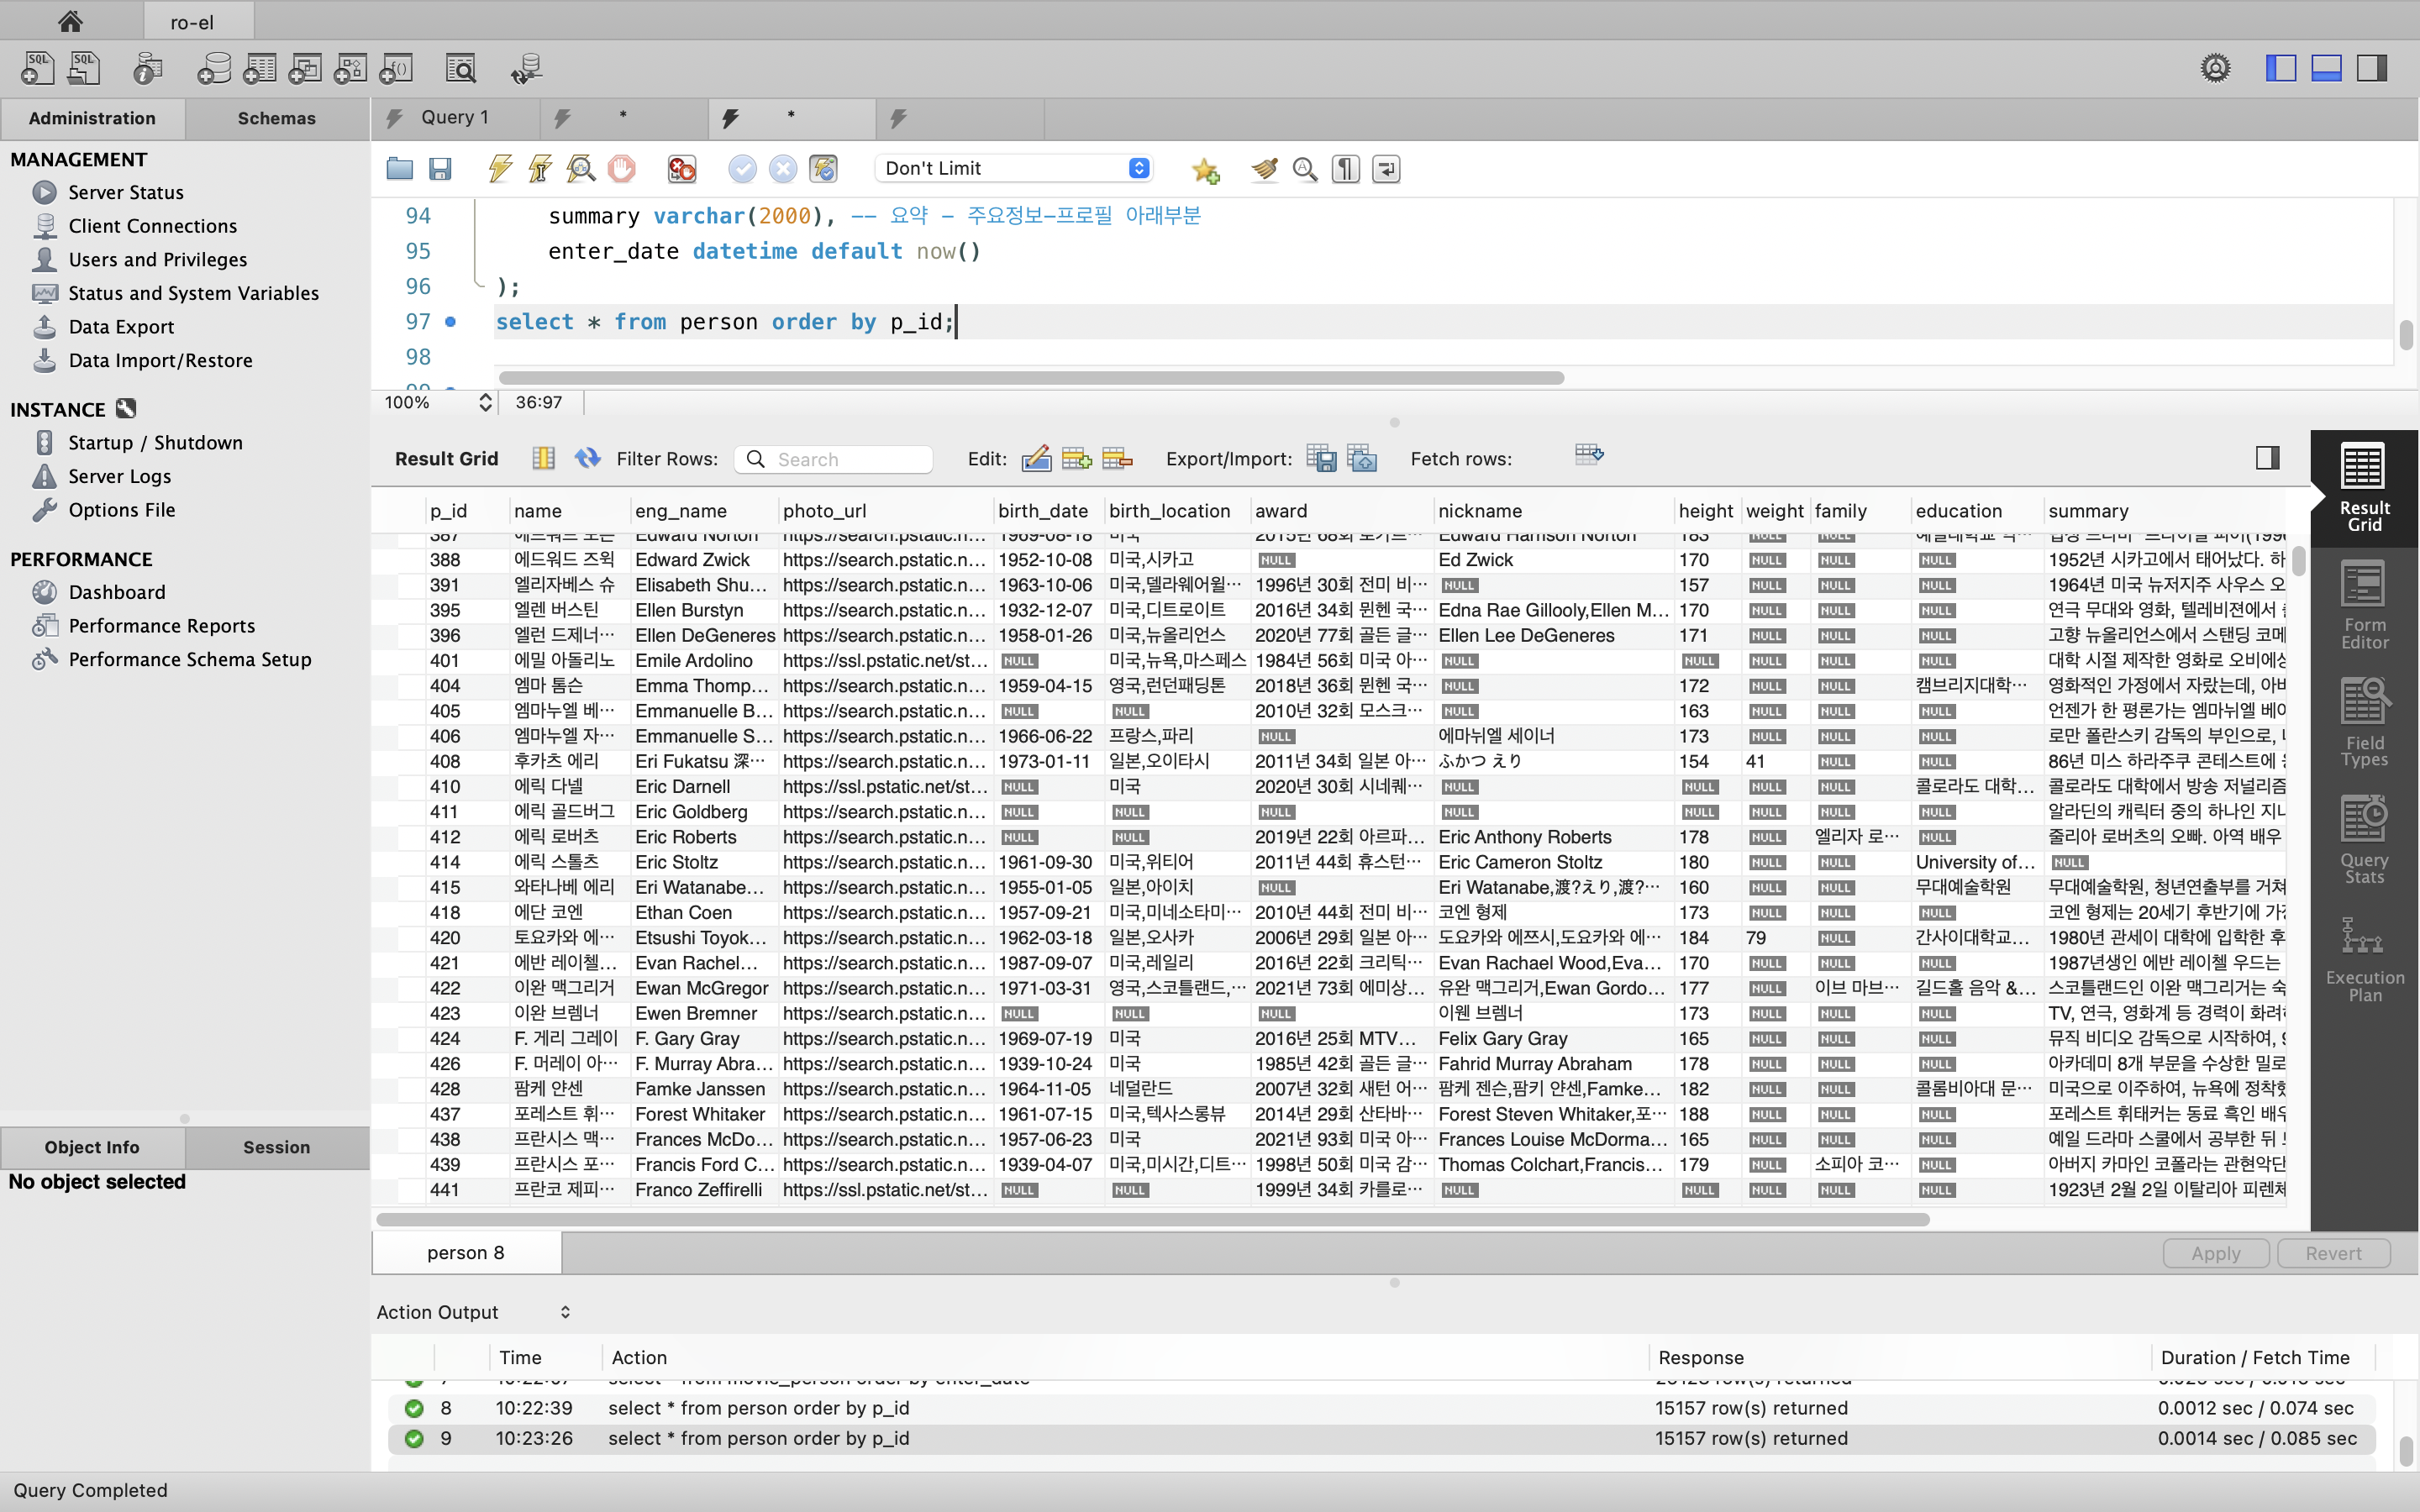 ro-el
Administration Schemas
Query 1 * *
MANAGEMENT
Server Status
Client Connections
Users and Privileges
Status and System Variables
Data Export
Data Import/Restore
INSTANCE
Startup / Shutdown
Server Logs
Options File
PERFORMANCE
Dashboard
Performance Reports
Performance Schema Setup
Object Info Session
No object selected
Don't Limit
94 summary varchar(2000), -- 요약 - 주요정보-프로필 아래부분
95 enter_date datetime default now()
96 );
97 select * from person order by p_id;
98
100% 36:97
Result Grid Filter Rows: Search Edit: Export/Import: Fetch rows:
p_id name eng_name photo_url birth_date birth_location award nickname height weight family education summary
388 에드워드 즈윅 Edward Zwick https://search.pstatic.n... 1952-10-08 미국,시카고 NULL Ed Zwick 170 NULL NULL NULL 1952년 시카고에서 태어났다. 하
391 엘리자베스 슈 Elisabeth Shu... https://search.pstatic.n... 1963-10-06 미국,델라웨어윌... 1996년 30회 전미 비... NULL 157 NULL NULL NULL 1964년 미국 뉴저지주 사우스 오
395 엘렌 버스틴 Ellen Burstyn https://search.pstatic.n... 1932-12-07 미국,디트로이트 2016년 34회 뮌헨 국... Edna Rae Gillooly,Ellen M... 170 NULL NULL NULL 연극 무대와 영화, 텔레비젼에서
396 엘런 드제너... Ellen DeGeneres https://search.pstatic.n... 1958-01-26 미국,뉴올리언스 2020년 77회 골든 글... Ellen Lee DeGeneres 171 NULL NULL NULL 고향 뉴올리언스에서 스탠딩 코메
401 에밀 아돌리노 Emile Ardolino https://ssl.pstatic.net/st... NULL 미국,뉴욕,마스페스 1984년 56회 미국 아... NULL NULL NULL NULL NULL 대학 시절 제작한 영화로 오비에상
404 엠마 톰슨 Emma Thomp... https://search.pstatic.n... 1959-04-15 영국,런던패딩톤 2018년 36회 뮌헨 국... NULL 172 NULL NULL 캠브리지대학... 영화적인 가정에서 자랐는데, 아버
405 엠마누엘 베... Emmanuelle B... https://search.pstatic.n... NULL NULL 2010년 32회 모스크... NULL 163 NULL NULL NULL 언젠가 한 평론가는 엠마뉘엘 베아
406 엠마누엘 자... Emmanuelle S... https://search.pstatic.n... 1966-06-22 프랑스,파리 NULL 에마뉘엘 세이너 173 NULL NULL NULL 로만 폴란스키 감독의 부인으로,
408 후카츠 에리 Eri Fukatsu 深... https://search.pstatic.n... 1973-01-11 일본,오이타시 2011년 34회 일본 아... ふかつ えり 154 41 NULL NULL 86년 미스 하라주쿠 콘테스트에
410 에릭 다넬 Eric Darnell https://ssl.pstatic.net/st... NULL 미국 2020년 30회 시네퀘... NULL NULL NULL NULL 콜로라도 대학... 콜로라도 대학에서 방송 저널리즘
411 에릭 골드버그 Eric Goldberg https://search.pstatic.n... NULL NULL NULL NULL NULL NULL NULL NULL 알라딘의 캐릭터 중의 하나인 지니
412 에릭 로버츠 Eric Roberts https://search.pstatic.n... NULL NULL 2019년 22회 아르파... Eric Anthony Roberts 178 NULL 엘리자 로... NULL 줄리아 로버츠의 오빠. 아역 배우
414 에릭 스톨츠 Eric Stoltz https://search.pstatic.n... 1961-09-30 미국,위티어 2011년 44회 휴스턴... Eric Cameron Stoltz 180 NULL NULL University of... NULL
415 와타나베 에리 Eri Watanabe... https://search.pstatic.n... 1955-01-05 일본,아이치 NULL Eri Watanabe,渡?えり,渡?... 160 NULL NULL 무대예술학원 무대예술학원, 청년연출부를 거쳐
418 에단 코엔 Ethan Coen https://search.pstatic.n... 1957-09-21 미국,미네소타미... 2010년 44회 전미 비... 코엔 형제 173 NULL NULL NULL 코엔 형제는 20세기 후반기에 가장
420 토요카와 에... Etsushi Toyok... https://search.pstatic.n... 1962-03-18 일본,오사카 2006년 29회 일본 아... 도요카와 에쯔시,도요카와 에... 184 79 NULL 간사이대학교... 1980년 관세이 대학에 입학한 후
421 에반 레이첼... Evan Rachel... https://search.pstatic.n... 1987-09-07 미국,레일리 2016년 22회 크리틱... Evan Rachael Wood,Eva... 170 NULL NULL NULL 1987년생인 에반 레이첼 우드는
422 이완 맥그리거 Ewan McGregor https://search.pstatic.n... 1971-03-31 영국,스코틀랜드,... 2021년 73회 에미상... 유완 맥그리거,Ewan Gordo... 177 NULL 이브 마브... 길드홀 음악 &... 스코틀랜드인 이완 맥그리거는 숙
423 이완 브렘너 Ewen Bremner https://search.pstatic.n... NULL NULL NULL 이웬 브렘너 173 NULL NULL NULL TV, 연극, 영화계 등 경력이 화려하
424 F. 게리 그레이 F. Gary Gray https://search.pstatic.n... 1969-07-19 미국 2016년 25회 MTV... Felix Gary Gray 165 NULL NULL NULL 뮤직 비디오 감독으로 시작하여,
426 F. 머레이 아... F. Murray Abra... https://search.pstatic.n... 1939-10-24 미국 1985년 42회 골든 글... Fahrid Murray Abraham 178 NULL NULL NULL 아카데미 8개 부문을 수상한 밀로
428 팜케 얀센 Famke Janssen https://search.pstatic.n... 1964-11-05 네덜란드 2007년 32회 새턴 어... 팜케 젠슨,팜키 얀센,Famke... 182 NULL NULL 콜롬비아대 문... 미국으로 이주하여, 뉴욕에 정착했
437 포레스트 휘... Forest Whitaker https://search.pstatic.n... 1961-07-15 미국,텍사스롱뷰 2014년 29회 산타바... Forest Steven Whitaker,포... 188 NULL NULL NULL 포레스트 휘태커는 동료 흑인 배우
438 프란시스 맥... Frances McDo... https://search.pstatic.n... 1957-06-23 미국 2021년 93회 미국 아... Frances Louise McDorma... 165 NULL NULL NULL 예일 드라마 스쿨에서 공부한 뒤
439 프란시스 포... Francis Ford C... https://search.pstatic.n... 1939-04-07 미국,미시간,디트... 1998년 50회 미국 감... Thomas Colchart,Francis... 179 NULL 소피아 코... NULL 아버지 카마인 코폴라는 관현악단
441 프란코 제피... Franco Zeffirelli https://ssl.pstatic.net/st... NULL NULL 1999년 34회 카를로... NULL NULL NULL NULL NULL 1923년 2월 2일 이탈리아 피렌체
Result Grid
Form Editor
Field Types
Query Stats
Execution Plan
person 8 Apply Revert
Action Output
Time Action Response Duration / Fetch Time
8 10:22:39 select * from person order by p_id 15157 row(s) returned 0.0012 sec / 0.074 sec
9 10:23:26 select * from person order by p_id 15157 row(s) returned 0.0014 sec / 0.085 sec
Query Completed